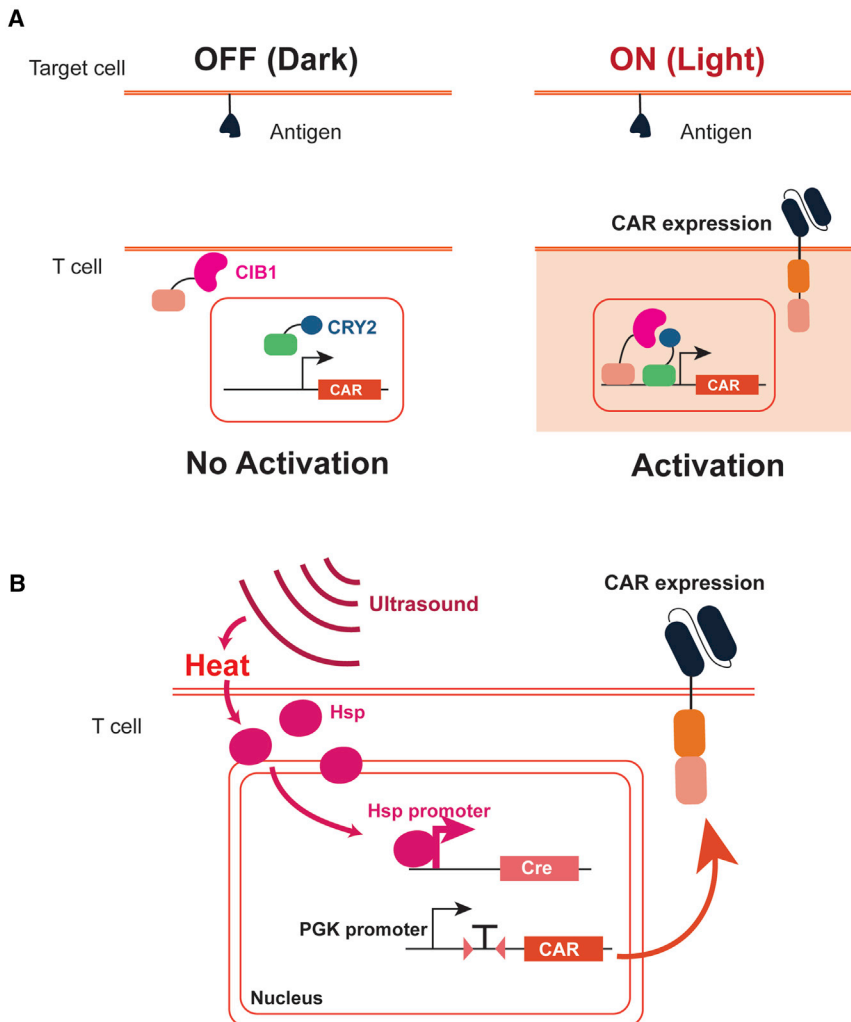 A
OFF (Dark)
ON (Light)
Target cell
Antigen
Antigen
CAR expression
T cell
CIB1
CRY2
CAR
CAR
No Activation
Activation
B
Ultrasound
CAR expression
Heat
Hsp
T cell
Hsp promoter
Cre
PGK promoter
CAR
Nucleus